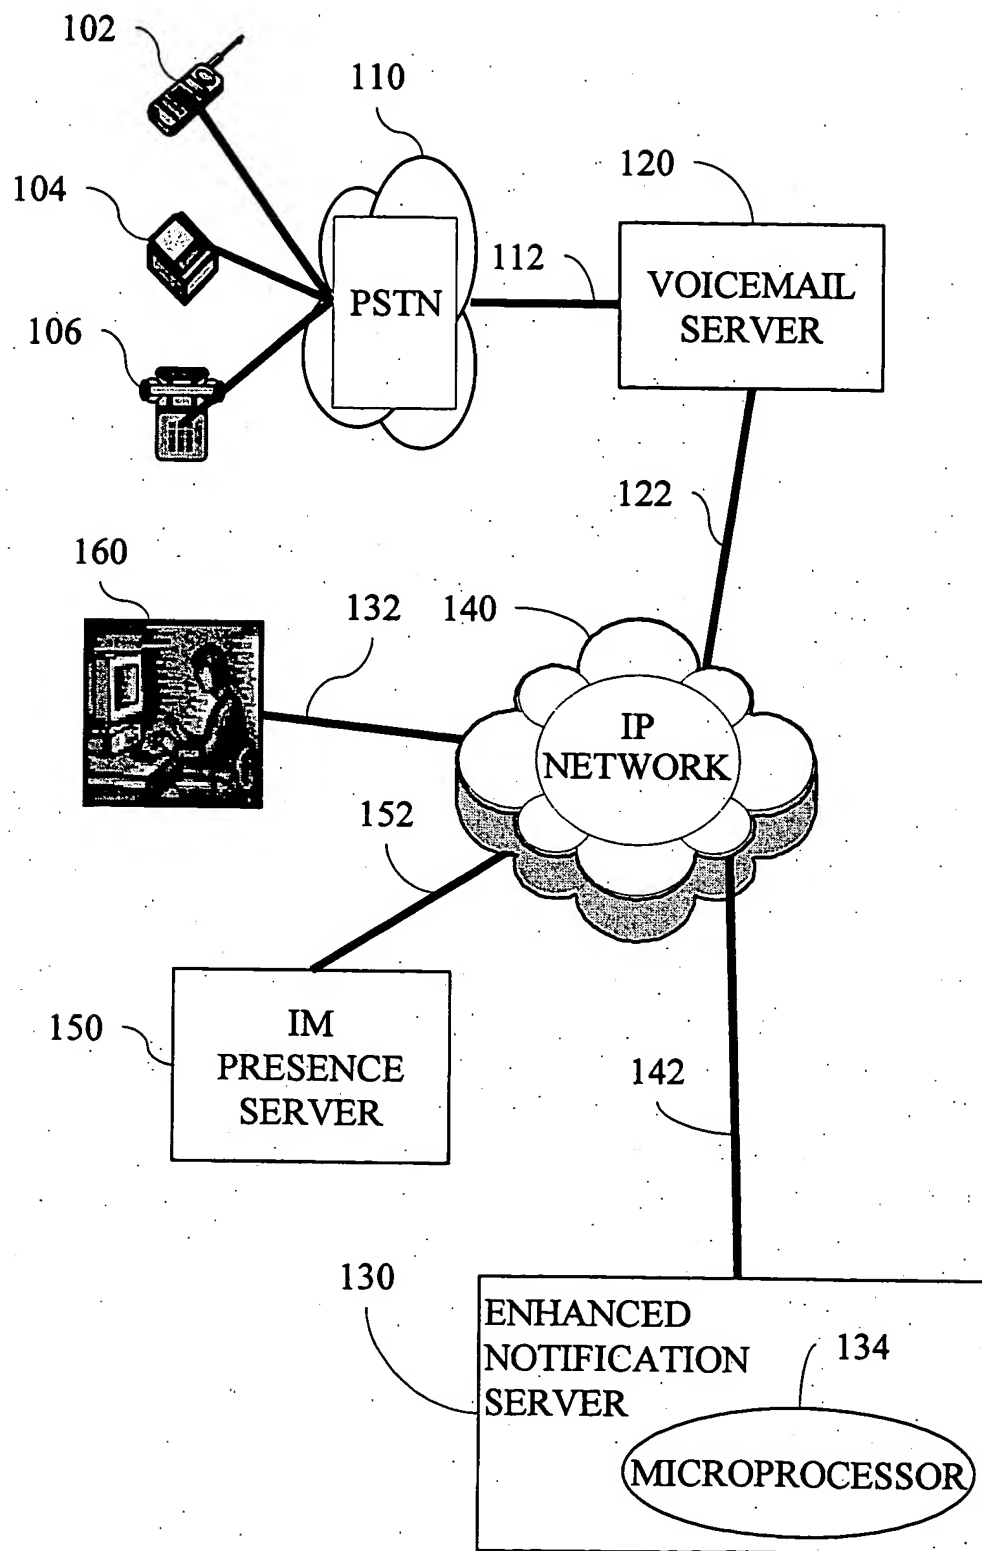 102
110
120
104
112
PSTN
VOICEMAIL
SERVER
106
122
160
132
140
IP
NETWORK
152
IM
PRESENCE
SERVER
150
142
130
ENHANCED
NOTIFICATION
SERVER
134
MICROPROCESSOR